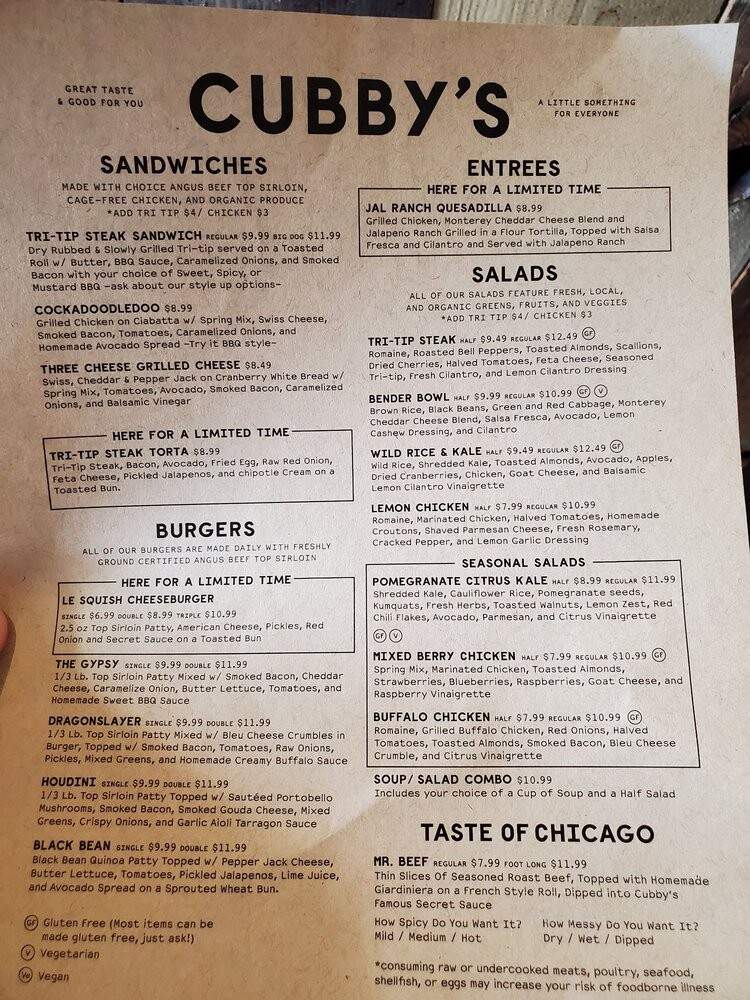 GREAT TASTE
& GOOD FOR YOU
CUBBY'S
A LITTLE SOMETHING
FOR EVERYONE
SANDWICHES
MADE WITH CHOICE ANGUS BEEF TOP SIRLOIN,
CAGE-FREE CHICKEN, AND ORGANIC PRODUCE
*ADD TRI TIP $4/ CHICKEN $3
TRI-TIP STEAK SANDWICH REGULAR $9.99 BIG DOG $11.99
Dry Rubbed & Slowly Grilled Tri-tip served on a Toasted
Roll w/ Butter, BBQ Sauce, Caramelized Onions, and Smoked
Bacon with your choice of Sweet, Spicy, or
Mustard BBQ -ask about our style up options-
COCKADOODLEDOO $8.99
Grilled Chicken on Ciabatta w/ Spring Mix, Swiss Cheese,
Smoked Bacon, Tomatoes, Caramelized Onions, and
Homemade Avocado Spread -Try it BBQ style-
THREE CHEESE GRILLED CHEESE $8.49
Swiss, Cheddar & Pepper Jack on Cranberry White Bread w/
Spring Mix, Tomatoes, Avocado, Smoked Bacon, Caramelized
Onions, and Balsamic Vinegar
HERE FOR A LIMITED TIME
TRI-TIP STEAK TORTA $8.99
Tri-Tip Steak, Bacon, Avocado, Fried Egg, Raw Red Onion,
Feta Cheese, Pickled Jalapenos, and chipotle Cream on a
Toasted Bun.
BURGERS
ALL OF OUR BURGERS ARE MADE DAILY WITH FRESHLY
GROUND CERTIFIED ANGUS BEEF TOP SIRLOIN
HERE FOR A LIMITED TIME
LE SQUISH CHEESEBURGER
SINGLE $6.99 DOUBLE $8.99 TRIPLE $10.99
2.5 oz Top Sirloin Patty, American Cheese, Pickles, Red
Onion and Secret Sauce on a Toasted Bun
THE GYPSY SINGLE $9.99 DOUBLE $11.99
1/3 Lb. Top Sirloin Patty Mixed w/ Smoked Bacon, Cheddar
Cheese, Caramelize Onion, Butter Lettuce, Tomatoes, and
Homemade Sweet BBQ Sauce
DRAGONSLAYER SINGLE $9.99 DOUBLE $11.99
1/3 Lb. Top Sirloin Patty Mixed w/ Bleu Cheese Crumbles in
Burger, Topped w/ Smoked Bacon, Tomatoes, Raw Onions,
Pickles, Mixed Greens, and Homemade Creamy Buffalo Sauce
HOUDINI SINGLE $9.99 DOUBLE $11.99
1/3 Lb. Top Sirloin Patty Topped w/ Sautéed Portobello
Mushrooms, Smoked Bacon, Smoked Gouda Cheese, Mixed
Greens, Crispy Onions, and Garlic Aioli Tarragon Sauce
BLACK BEAN SINGLE $9.99 DOUBLE $11.99
Black Bean Quinoa Patty Topped w/ Pepper Jack Cheese,
Butter Lettuce, Tomatoes, Pickled Jalapenos, Lime Juice,
and Avocado Spread on a Sprouted Wheat Bun.
GF Gluten Free (Most items can be
made gluten free, just ask!)
V Vegetarian
Ve Vegan
ENTREES
HERE FOR A LIMITED TIME
JAL RANCH QUESADILLA $8.99
Grilled Chicken, Monterey Cheddar Cheese Blend and
Jalapeno Ranch Grilled in a Flour Tortilla, Topped with Salsa
Fresca and Cilantro and Served with Jalapeno Ranch
SALADS
ALL OF OUR SALADS FEATURE FRESH, LOCAL,
AND ORGANIC GREENS, FRUITS, AND VEGGIES
*ADD TRI TIP $4/ CHICKEN $3
TRI-TIP STEAK HALF $9.49 REGULAR $12.49 GF
Romaine, Roasted Bell Peppers, Toasted Almonds, Scallions,
Dried Cherries, Halved Tomatoes, Feta Cheese, Seasoned
Tri-tip, Fresh Cilantro, and Lemon Cilantro Dressing
BENDER BOWL HALF $9.99 REGULAR $10.99 GF V
Brown Rice, Black Beans, Green and Red Cabbage, Monterey
Cheddar Cheese Blend, Salsa Fresca, Avocado, Lemon
Cashew Dressing, and Cilantro
WILD RICE & KALE HALF $9.49 REGULAR $12.49 GF
Wild Rice, Shredded Kale, Toasted Almonds, Avocado, Apples,
Dried Cranberries, Chicken, Goat Cheese, and Balsamic
Lemon Cilantro Vinaigrette
LEMON CHICKEN HALF $7.99 REGULAR $10.99
Romaine, Marinated Chicken, Halved Tomatoes, Homemade
Croutons, Shaved Parmesan Cheese, Fresh Rosemary,
Cracked Pepper, and Lemon Garlic Dressing
SEASONAL SALADS
POMEGRANATE CITRUS KALE HALF $8.99 REGULAR $11.99
Shredded Kale, Cauliflower Rice, Pomegranate seeds,
Kumquats, Fresh Herbs, Toasted Walnuts, Lemon Zest, Red
Chili Flakes, Avocado, Parmesan, and Citrus Vinaigrette
GF V
MIXED BERRY CHICKEN HALF $7.99 REGULAR $10.99 GF
Spring Mix, Marinated Chicken, Toasted Almonds,
Strawberries, Blueberries, Raspberries, Goat Cheese, and
Raspberry Vinaigrette
BUFFALO CHICKEN HALF $7.99 REGULAR $10.99 GF
Romaine, Grilled Buffalo Chicken, Red Onions, Halved
Tomatoes, Toasted Almonds, Smoked Bacon, Bleu Cheese
Crumble, and Citrus Vinaigrette
SOUP/ SALAD COMBO $10.99
Includes your choice of a Cup of Soup and a Half Salad
TASTE OF CHICAGO
MR. BEEF REGULAR $7.99 FOOT LONG $11.99
Thin Slices Of Seasoned Roast Beef, Topped with Homemade
Giardiniera on a French Style Roll, Dipped into Cubby's
Famous Secret Sauce
How Spicy Do You Want It? How Messy Do You Want It?
Mild / Medium / Hot Dry / Wet / Dipped
*consuming raw or undercooked meats, poultry, seafood,
shellfish, or eggs may increase your risk of foodborne illness